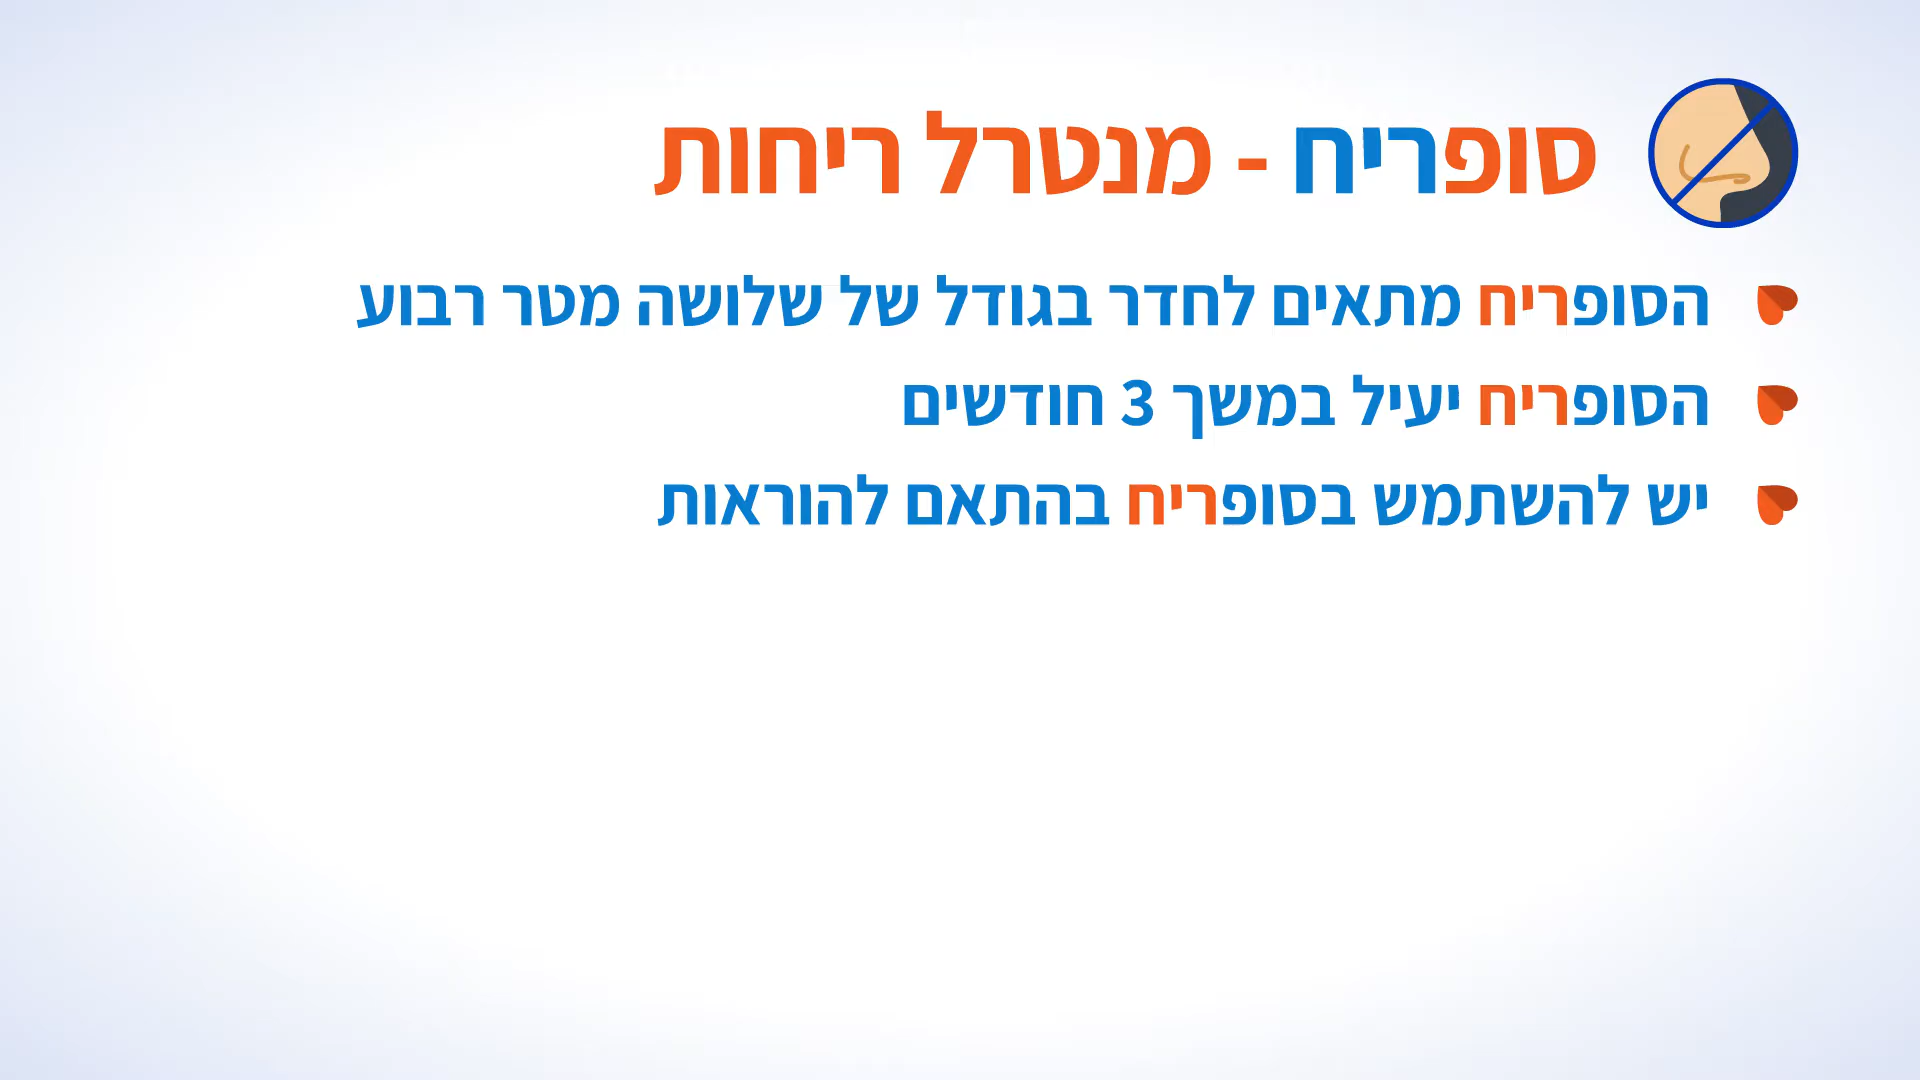 סופריח - מנטרל ריחות
הסופריח מתאים לחדר בגודל של שלושה מטר רבוע
הסופריח יעיל במשך 3 חודשים
יש להשתמש בסופריח בהתאם להוראות